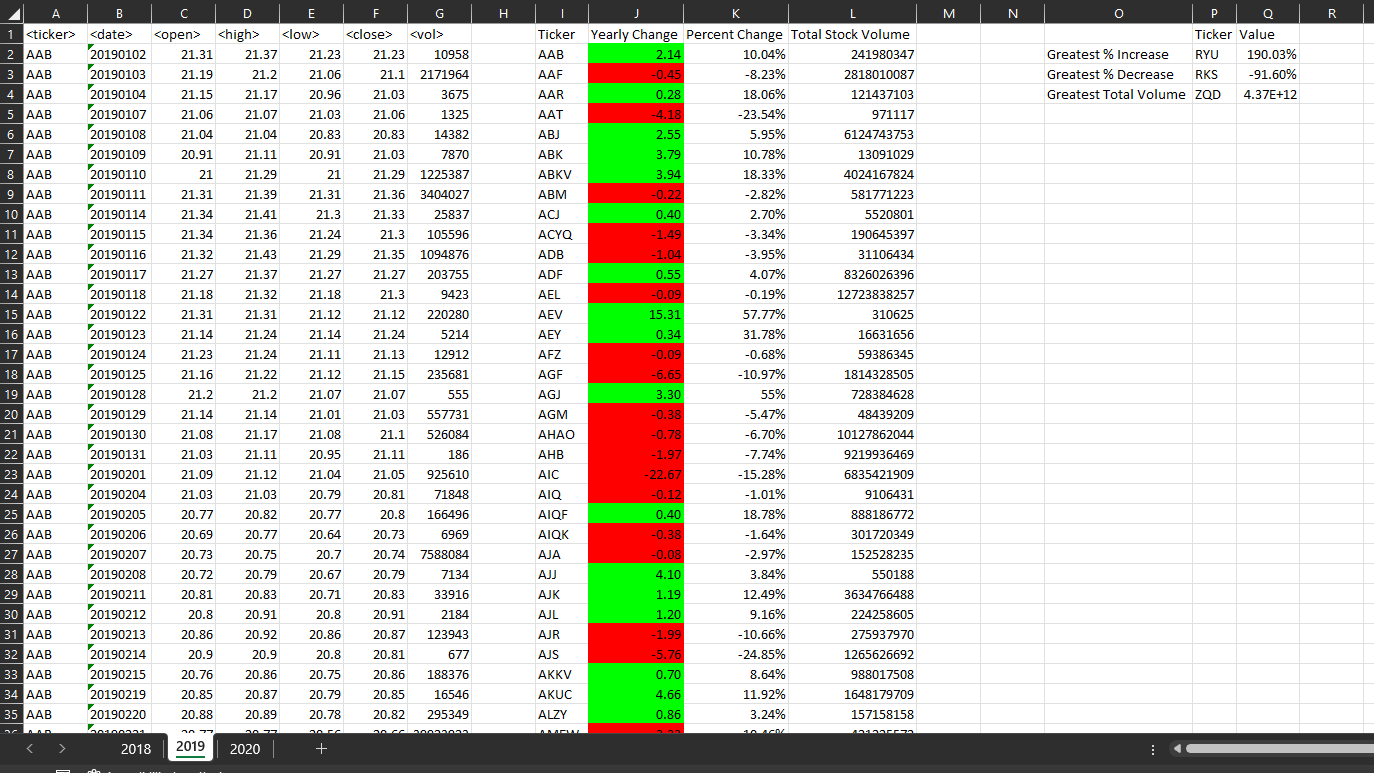 A B C D E F G H I J K L M N O P Q R
1 <ticker> <date> <open> <high> <low> <close> <vol> Ticker Yearly Change Percent Change Total Stock Volume Ticker Value
2 AAB 20190102 21.31 21.37 21.23 21.23 10958 AAB 2.14 10.04% 241980347 Greatest % Increase RYU 190.03%
3 AAB 20190103 21.19 21.2 21.06 21.1 2171964 AAF -0.45 -8.23% 2818010087 Greatest % Decrease RKS -91.60%
4 AAB 20190104 21.15 21.17 20.96 21.03 3675 AAR 0.28 18.06% 121437103 Greatest Total Volume ZQD 4.37E+12
5 AAB 20190107 21.06 21.07 21.03 21.06 1325 AAT -4.18 -23.54% 971117
6 AAB 20190108 21.04 21.04 20.83 20.83 14382 ABJ 2.55 5.95% 6124743753
7 AAB 20190109 20.91 21.11 20.91 21.03 7870 ABK 3.79 10.78% 13091029
8 AAB 20190110 21 21.29 21 21.29 1225387 ABKV 3.94 18.33% 4024167824
9 AAB 20190111 21.31 21.39 21.31 21.36 3404027 ABM -0.22 -2.82% 581771223
10 AAB 20190114 21.34 21.41 21.3 21.33 25837 ACJ 0.40 2.70% 5520801
11 AAB 20190115 21.34 21.36 21.24 21.3 105596 ACYQ -1.49 -3.34% 190645397
12 AAB 20190116 21.32 21.43 21.29 21.35 1094876 ADB -1.04 -3.95% 31106434
13 AAB 20190117 21.27 21.37 21.27 21.27 203755 ADF 0.55 4.07% 8326026396
14 AAB 20190118 21.18 21.32 21.18 21.3 9423 AEL -0.09 -0.19% 12723838257
15 AAB 20190122 21.31 21.31 21.12 21.12 220280 AEV 15.31 57.77% 310625
16 AAB 20190123 21.14 21.24 21.14 21.24 5214 AEY 0.34 31.78% 16631656
17 AAB 20190124 21.23 21.24 21.11 21.13 12912 AFZ -0.09 -0.68% 59386345
18 AAB 20190125 21.16 21.22 21.12 21.15 235681 AGF -6.65 -10.97% 1814328505
19 AAB 20190128 21.2 21.2 21.07 21.07 555 AGJ 3.30 55% 728384628
20 AAB 20190129 21.14 21.14 21.01 21.03 557731 AGM -0.38 -5.47% 48439209
21 AAB 20190130 21.08 21.17 21.08 21.1 526084 AHAO -0.78 -6.70% 10127862044
22 AAB 20190131 21.03 21.11 20.95 21.11 186 AHB -1.97 -7.74% 9219936469
23 AAB 20190201 21.09 21.12 21.04 21.05 925610 AIC -22.67 -15.28% 6835421909
24 AAB 20190204 21.03 21.03 20.79 20.81 71848 AIQ -0.12 -1.01% 9106431
25 AAB 20190205 20.77 20.82 20.77 20.8 166496 AIQF 0.40 18.78% 888186772
26 AAB 20190206 20.69 20.77 20.64 20.73 6969 AIQK -0.38 -1.64% 301720349
27 AAB 20190207 20.73 20.75 20.7 20.74 7588084 AJA -0.08 -2.97% 152528235
28 AAB 20190208 20.72 20.79 20.67 20.79 7134 AJJ 4.10 3.84% 550188
29 AAB 20190211 20.81 20.83 20.71 20.83 33916 AJK 1.19 12.49% 3634766488
30 AAB 20190212 20.8 20.91 20.8 20.91 2184 AJL 1.20 9.16% 224258605
31 AAB 20190213 20.86 20.92 20.86 20.87 123943 AJR -1.99 -10.66% 275937970
32 AAB 20190214 20.9 20.9 20.8 20.81 677 AJS -5.76 -24.85% 1265626692
33 AAB 20190215 20.76 20.86 20.75 20.86 188376 AKKV 0.70 8.64% 988017508
34 AAB 20190219 20.85 20.87 20.79 20.85 16546 AKUC 4.66 11.92% 1648179709
35 AAB 20190220 20.88 20.89 20.78 20.82 295349 ALZY 0.86 3.24% 157158158
2018 2019 2020